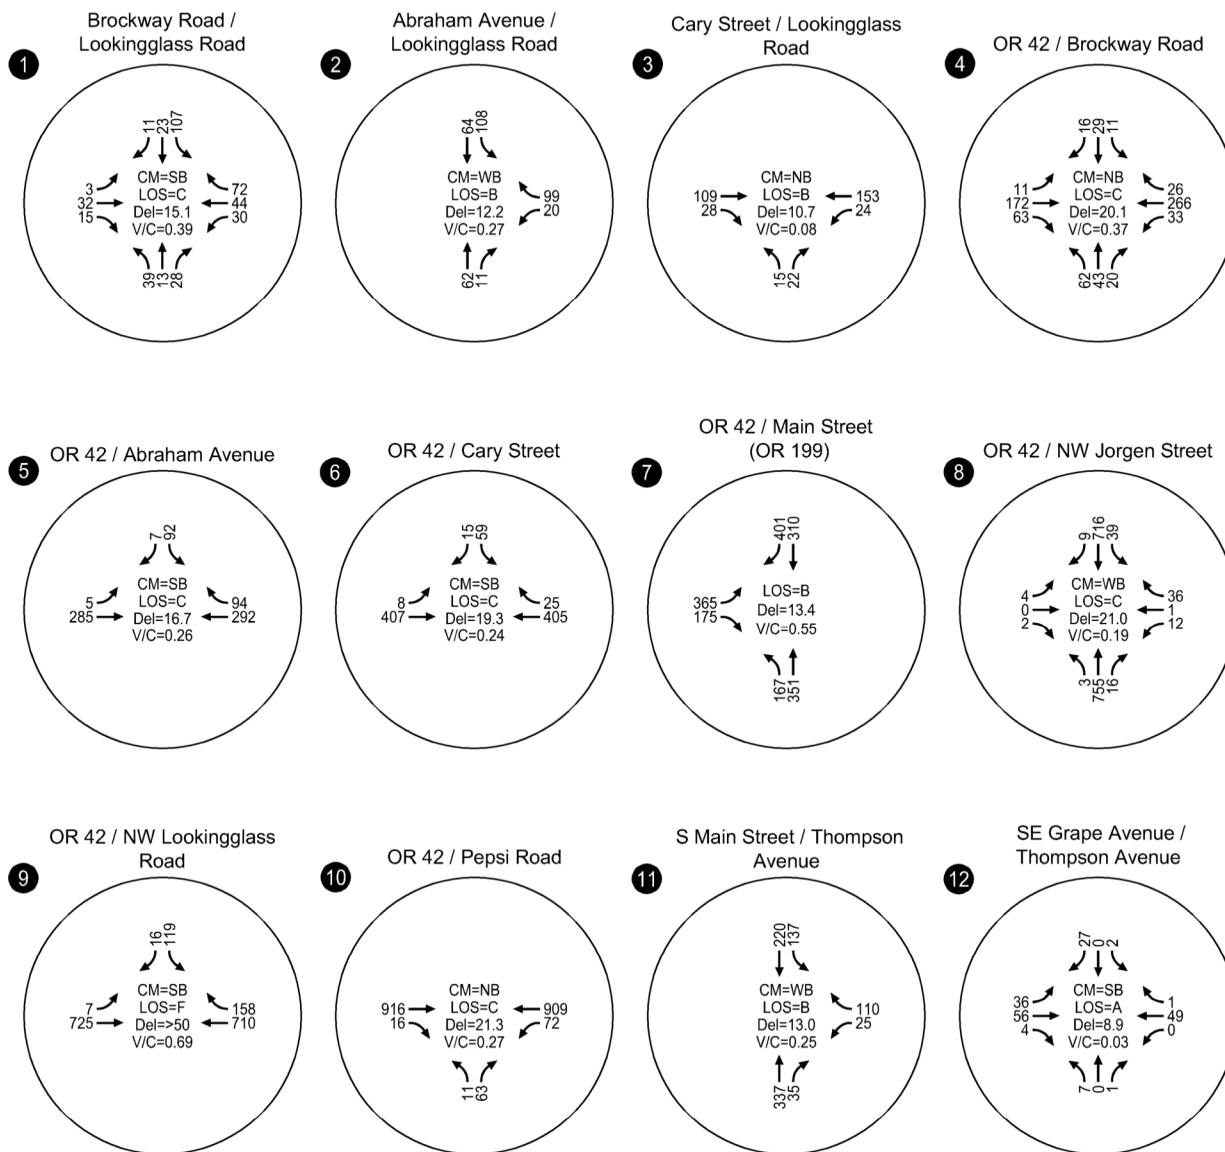 1
Brockway Road /
Lookingglass Road
11 23 107
3
32
15
CM=SB
LOS=C
Del=15.1
V/C=0.39
72
44
30
39 13 28
2
Abraham Avenue /
Lookingglass Road
64 108
CM=WB
LOS=B
Del=12.2
V/C=0.27
99
20
62 11
3
Cary Street / Lookingglass
Road
109
28
CM=NB
LOS=B
Del=10.7
V/C=0.08
153
24
15 22
4
OR 42 / Brockway Road
16 29 11
11
172
63
CM=NB
LOS=C
Del=20.1
V/C=0.37
26
266
33
62 43 20
5
OR 42 / Abraham Avenue
7 92
5
285
CM=SB
LOS=C
Del=16.7
V/C=0.26
94
292
6
OR 42 / Cary Street
15 59
8
407
CM=SB
LOS=C
Del=19.3
V/C=0.24
25
405
7
OR 42 / Main Street
(OR 199)
401 310
365
175
LOS=B
Del=13.4
V/C=0.55
167 351
8
OR 42 / NW Jorgen Street
9 716 39
4
0
2
CM=WB
LOS=C
Del=21.0
V/C=0.19
36
1
12
3 755 16
9
OR 42 / NW Lookingglass
Road
16 119
7
725
CM=SB
LOS=F
Del=>50
V/C=0.69
158
710
10
OR 42 / Pepsi Road
916
16
CM=NB
LOS=C
Del=21.3
V/C=0.27
909
72
11 63
11
S Main Street / Thompson
Avenue
220 137
CM=WB
LOS=B
Del=13.0
V/C=0.25
110
25
337 35
12
SE Grape Avenue /
Thompson Avenue
27 0 2
36
56
4
CM=SB
LOS=A
Del=8.9
V/C=0.03
1
49
0
7 0 1